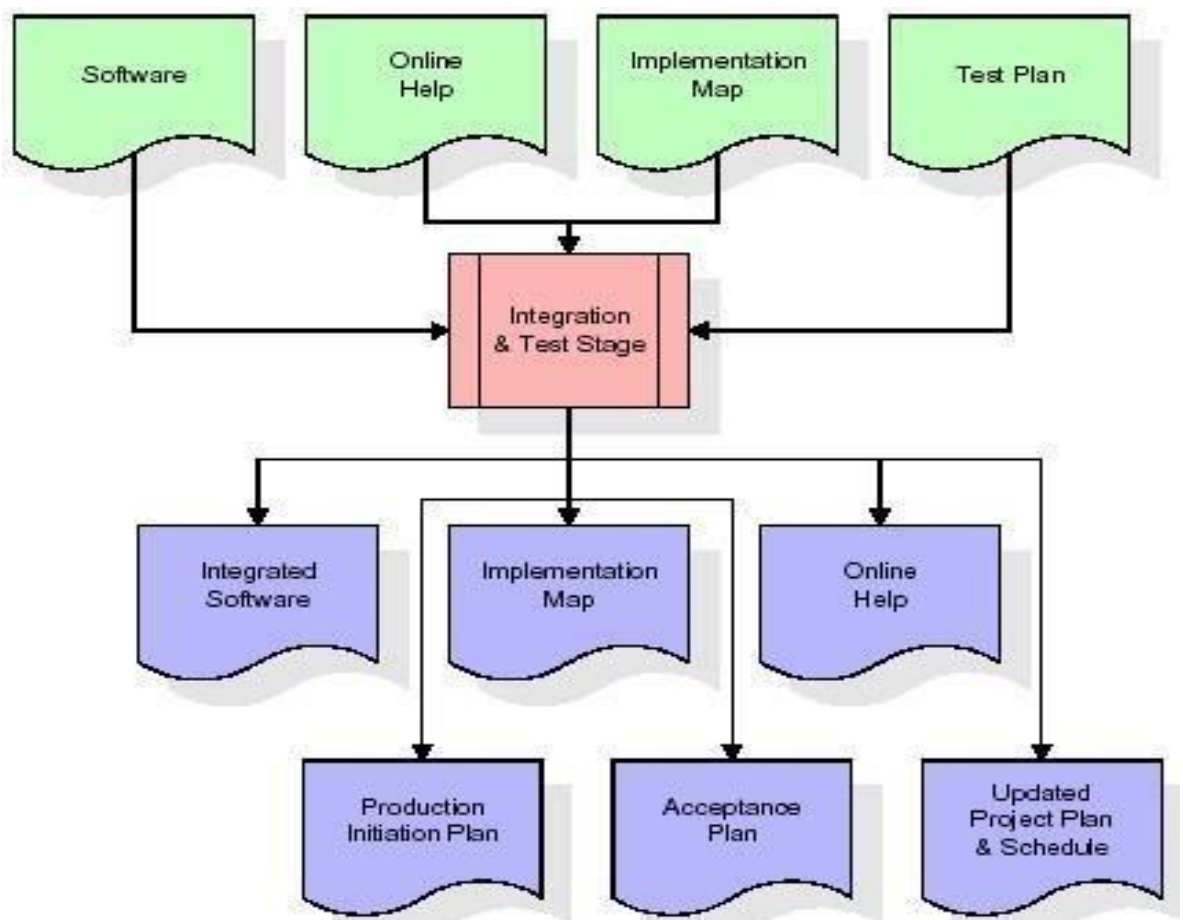 Software
Online
Help
Implementation
Map
Test Plan
Integration
& Test Stage
Integrated
Software
Implementation
Map
Online
Help
Production
Initiation Plan
Acceptance
Plan
Updated
Project Plan
& Schedule